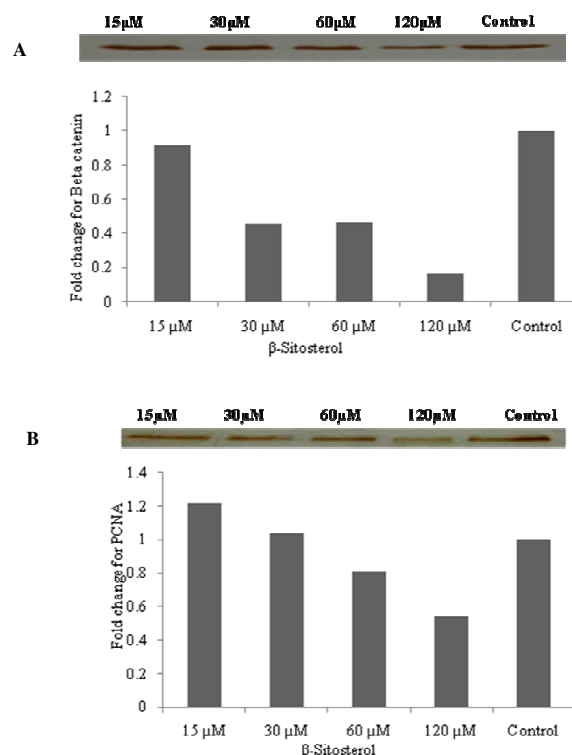 15µM 30µM 60µM 120µM Control
A
1.2
1
0.8
0.6
0.4
0.2
0
Fold change for Beta catenin
15 µM 30 µM 60 µM 120 µM Control
β-Sitosterol
15µM 30µM 60µM 120µM Control
B
1.4
1.2
1
0.8
0.6
0.4
0.2
0
Fold change for PCNA
15 µM 30 µM 60 µM 120 µM Control
β-Sitosterol